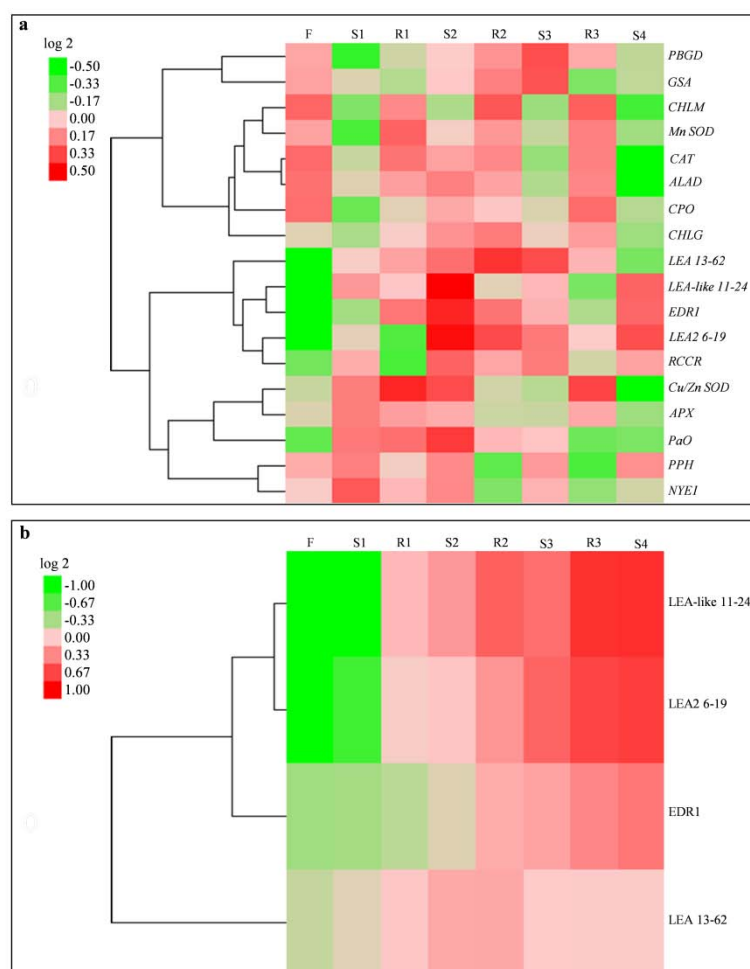 a
log 2
-0.50
-0.33
-0.17
0.00
0.17
0.33
0.50
F S1 R1 S2 R2 S3 R3 S4
PBGD
GSA
CHLM
Mn SOD
CAT
ALAD
CPO
CHLG
LEA 13-62
LEA-like 11-24
EDR1
LEA2 6-19
RCCR
Cu/Zn SOD
APX
PaO
PPH
NYE1
b
log 2
-1.00
-0.67
-0.33
0.00
0.33
0.67
1.00
F S1 R1 S2 R2 S3 R3 S4
LEA-like 11-24
LEA2 6-19
EDR1
LEA 13-62